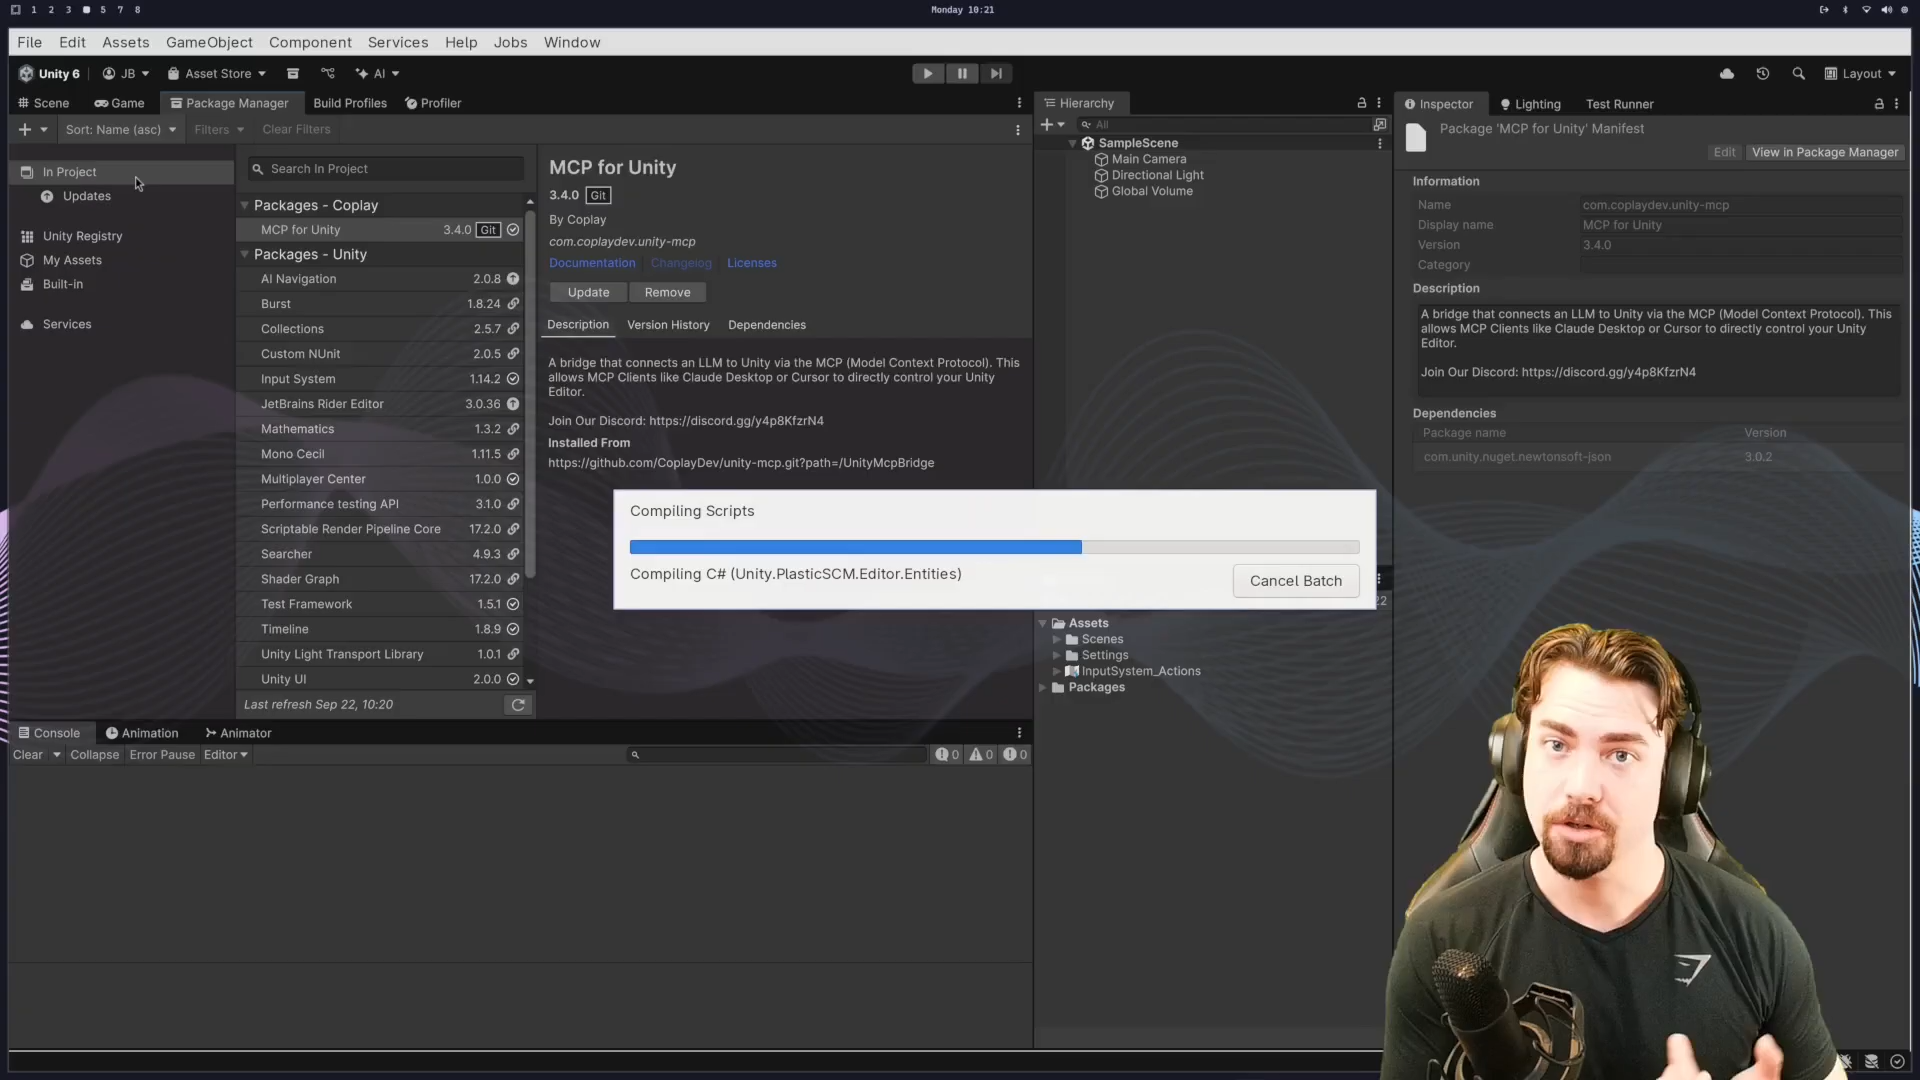 1 2 3 5 7 8
Monday 10:21
File Edit Assets GameObject Component Services Help Jobs Window
Unity 6 JB Asset Store AI Layout
Scene Game Package Manager Build Profiles Profiler
Sort: Name (asc) Filters Clear Filters
In Project
Updates
Unity Registry
My Assets
Built-in
Services
Search In Project
Packages - Coplay
MCP for Unity 3.4.0 Git
Packages - Unity
AI Navigation 2.0.8
Burst 1.8.24
Collections 2.5.7
Custom NUnit 2.0.5
Input System 1.14.2
JetBrains Rider Editor 3.0.36
Mathematics 1.3.2
Mono Cecil 1.11.5
Multiplayer Center 1.0.0
Performance testing API 3.1.0
Scriptable Render Pipeline Core 17.2.0
Searcher 4.9.3
Shader Graph 17.2.0
Test Framework 1.5.1
Timeline 1.8.9
Unity Light Transport Library 1.0.1
Unity UI 2.0.0
Last refresh Sep 22, 10:20
MCP for Unity
3.4.0 Git
By Coplay
com.coplaydev.unity-mcp
Documentation Changelog Licenses
Update Remove
Description Version History Dependencies
A bridge that connects an LLM to Unity via the MCP (Model Context Protocol). This
allows MCP Clients like Claude Desktop or Cursor to directly control your Unity
Editor.
Join Our Discord: https://discord.gg/y4p8KfzrN4
Installed From
https://github.com/CoplayDev/unity-mcp.git?path=/UnityMcpBridge
Compiling Scripts
Compiling C# (Unity.PlasticSCM.Editor.Entities)
Cancel Batch
Hierarchy
All
SampleScene
Main Camera
Directional Light
Global Volume
22
Assets
Scenes
Settings
InputSystem_Actions
Packages
Inspector Lighting Test Runner
Package 'MCP for Unity' Manifest
Edit View in Package Manager
Information
Name com.coplaydev.unity-mcp
Display name MCP for Unity
Version 3.4.0
Category
Description
A bridge that connects an LLM to Unity via the MCP (Model Context Protocol). This
allows MCP Clients like Claude Desktop or Cursor to directly control your Unity
Editor.
Join Our Discord: https://discord.gg/y4p8KfzrN4
Dependencies
Package name Version
com.unity.nuget.newtonsoft-json 3.0.2
Console Animation Animator
Clear Collapse Error Pause Editor 0 0 0